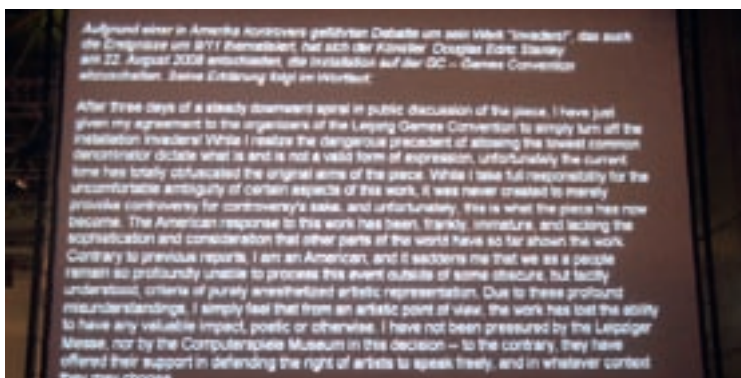 Aufgrund einer in Amerika kontrovers geführten Debatte um sein Werk "Invaders!", das auch
die Ereignisse um 9/11 thematisiert, hat sich der Künstler Douglas Edric Stanley
am 22. August 2008 entschieden, die Installation auf der GC – Games Convention
abzuschalten. Seine Erklärung folgt im Wortlaut:
After three days of a steady downward spiral in public discussion of the piece, I have just
given my agreement to the organizers of the Leipzig Games Convention to simply turn off the
installation Invaders! While I realize the dangerous precedent of allowing the lowest common
denominator dictate what is and is not a valid form of expression, unfortunately the current
tone has totally obfuscated the original aims of the piece. While I take full responsibility for the
uncomfortable ambiguity of certain aspects of this work, it was never created to merely
provoke controversy for controversy's sake, and unfortunately, this is what the piece has now
become. The American response to this work has been, frankly, immature, and lacking the
sophistication and consideration that other parts of the world have so far shown the work.
Contrary to previous reports, I am an American, and it saddens me that we as a people
remain so profoundly unable to process this event outside of some obscure, but tacitly
understood, criteria of purely anesthetized artistic representation. Due to these profound
misunderstandings, I simply feel that from an artistic point of view, the work has lost the ability
to have any valuable impact, poetic or otherwise. I have not been pressured by the Leipziger
Messe, nor by the Computerspiele Museum in this decision – to the contrary, they have
offered their support in defending the right of artists to speak freely, and in whatever context
they may choose.